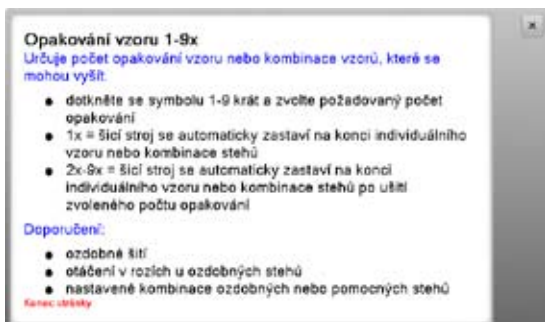 Opakování vzoru 1-9x
Určuje počet opakování vzoru nebo kombinace vzorů, které se
mohou vyšít.
● dotkněte se symbolu 1-9 krát a zvolte požadovaný počet
opakování
● 1x = šicí stroj se automaticky zastaví na konci individuálního
vzoru nebo kombinace stehů
● 2x-9x = šicí stroj se automaticky zastaví na konci
individuálního vzoru nebo kombinace stehů po ušití
zvoleného počtu opakování
Doporučení:
● ozdobné šití
● otáčení v rozích u ozdobných stehů
● nastavené kombinace ozdobných nebo pomocných stehů
Konec stránky